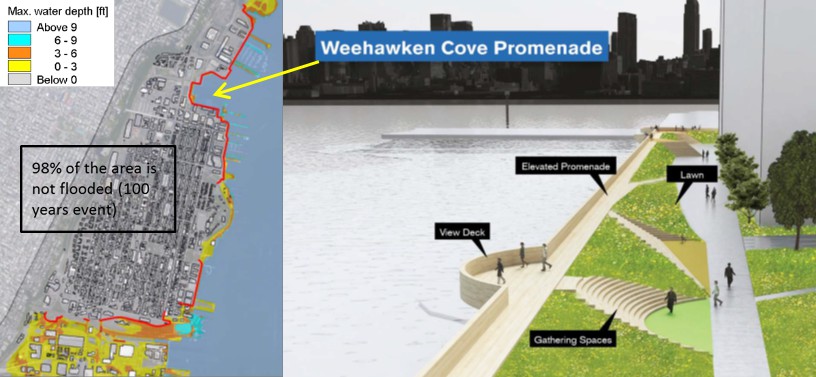 Max. water depth [ft]
Above 9
6 - 9
3 - 6
0 - 3
Below 0
98% of the area is
not flooded (100
years event)
Weehawken Cove Promenade
Elevated Promenade
Lawn
View Deck
Gathering Spaces